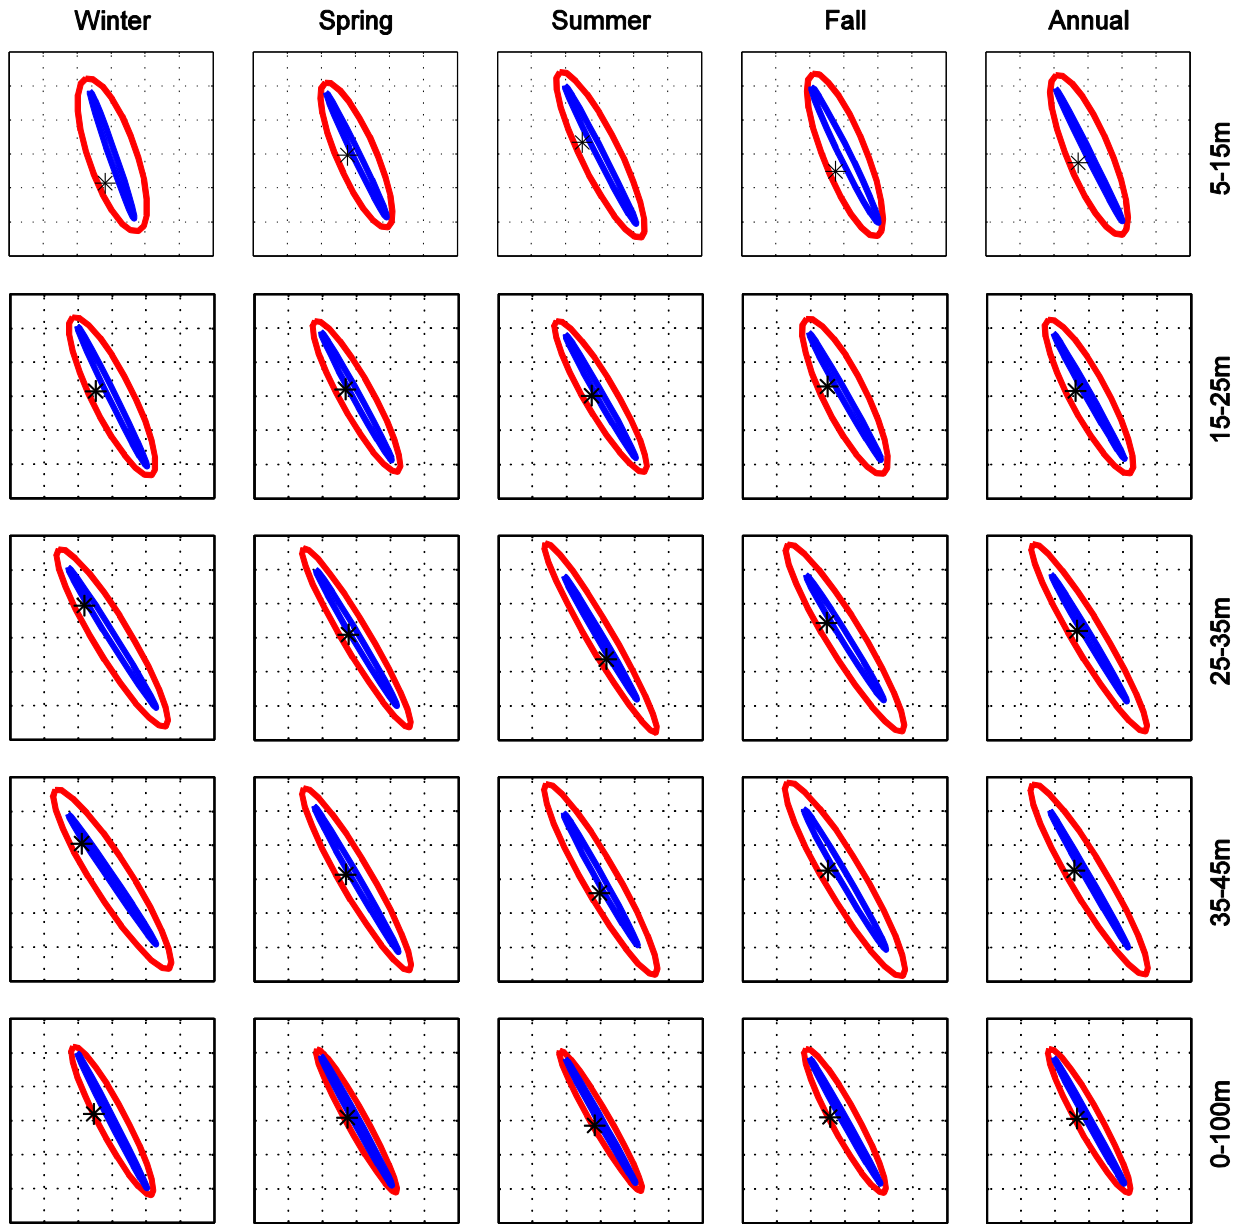 Winter Spring Summer Fall Annual
5-15m
15-25m
25-35m
35-45m
0-100m